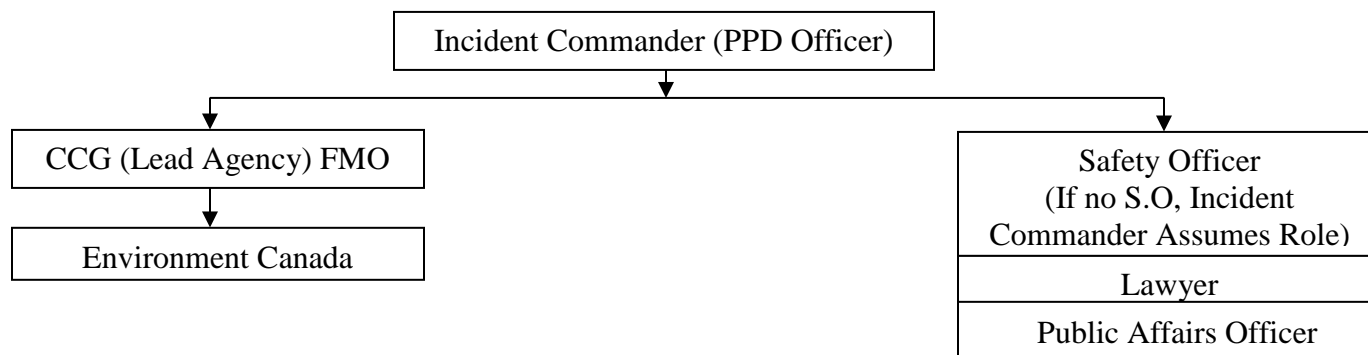 Incident Commander (PPD Officer)
CCG (Lead Agency) FMO
Environment Canada
Safety Officer
(If no S.O, Incident
Commander Assumes Role)
Lawyer
Public Affairs Officer